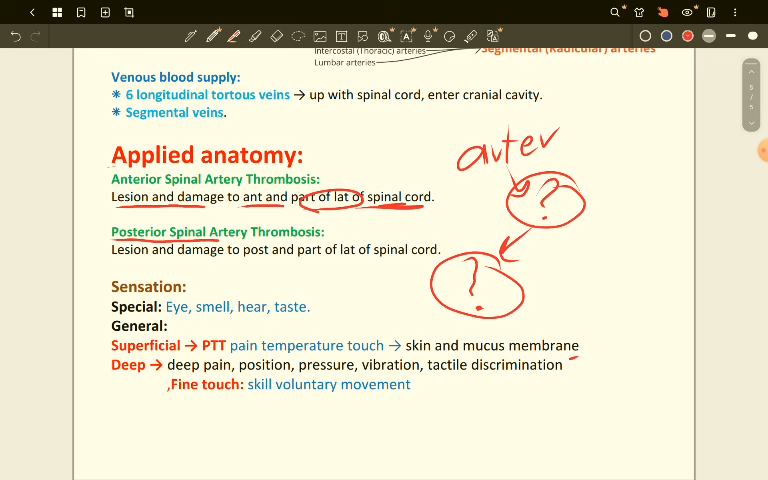 Intercostal (Thoracic) arteries
Segmental (Radicular) arteries
Lumbar arteries
Venous blood supply:
* 6 longitudinal tortous veins → up with spinal cord, enter cranial cavity.
* Segmental veins.
Applied anatomy:
Anterior Spinal Artery Thrombosis:
Lesion and damage to ant and part of lat of spinal cord.
Posterior Spinal Artery Thrombosis:
Lesion and damage to post and part of lat of spinal cord.
Sensation:
Special: Eye, smell, hear, taste.
General:
Superficial → PTT pain temperature touch → skin and mucus membrane
Deep → deep pain, position, pressure, vibration, tactile discrimination
,Fine touch: skill voluntary movement
?
?
5
/
5